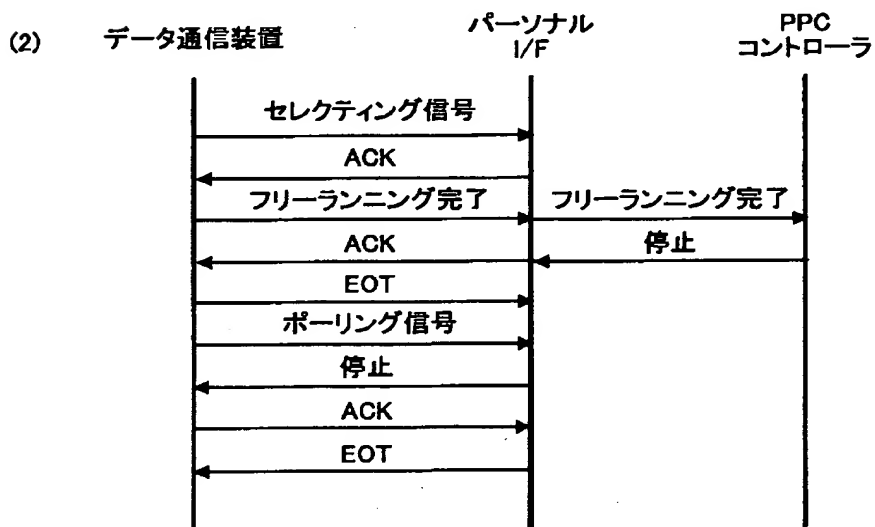 (2) データ通信装置 パーソナル I/F PPC コントローラ
セレクティング信号
ACK
フリーランニング完了 フリーランニング完了
ACK 停止
EOT
ポーリング信号
停止
ACK
EOT